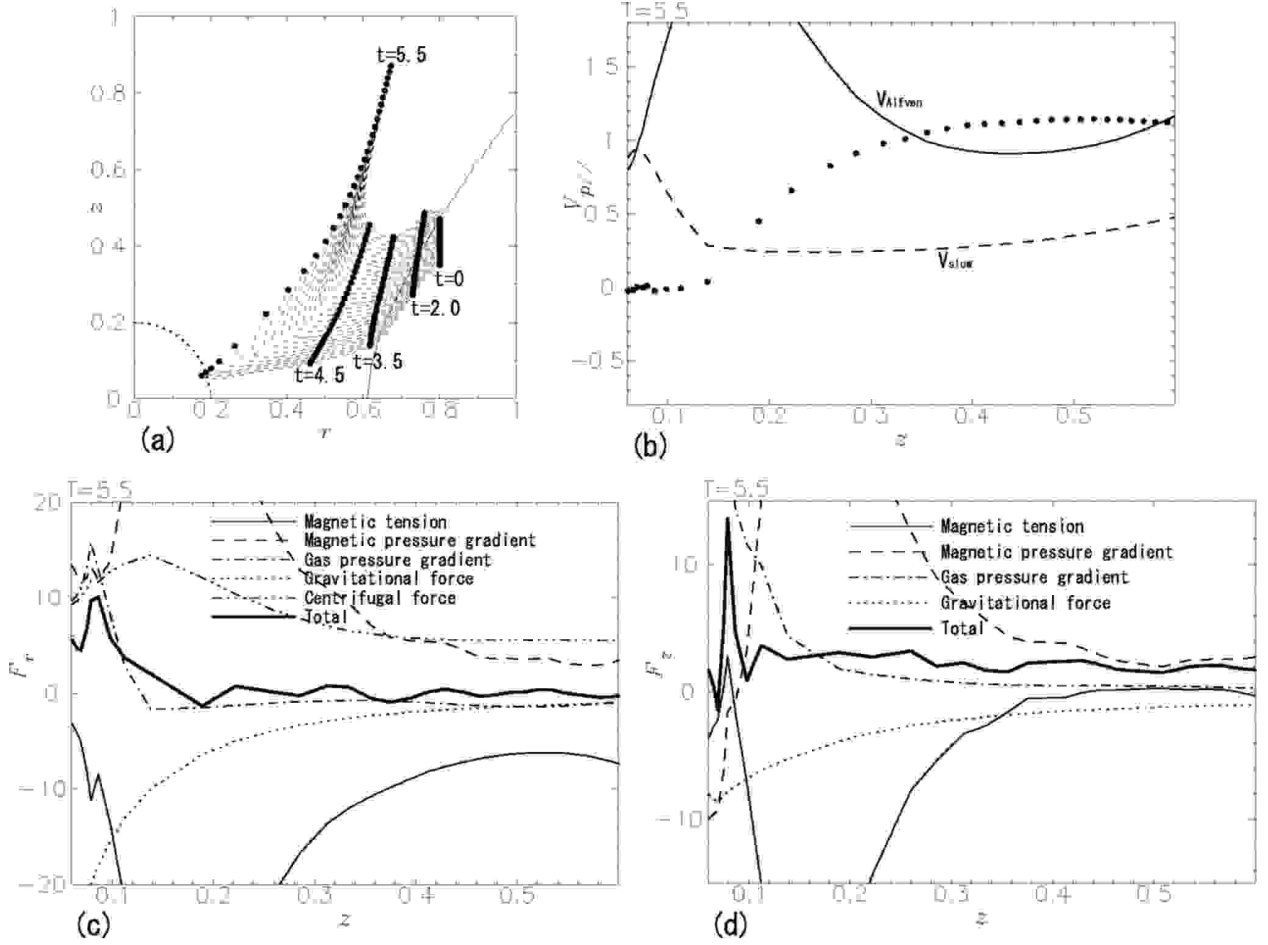 1
0.8
0.6
0.4
0.2
0
z
t=5.5
t=0
t=2.0
t=3.5
t=4.5
0 0.2 0.4 0.6 0.8 1
r
(a)
T=5.5
1.5
1
0.5
0
-0.5
VAlfven
Vslow
0.1 0.2 0.3 0.4 0.5
z
(b)
T=5.5
20
10
0
-10
-20
Fr
Magnetic tension
Magnetic pressure gradient
Gas pressure gradient
Gravitational force
Centrifugal force
Total
0.1 0.2 0.3 0.4 0.5
z
(c)
T=5.5
10
0
-10
Fz
Magnetic tension
Magnetic pressure gradient
Gas pressure gradient
Gravitational force
Total
0.1 0.2 0.3 0.4 0.5
z
(d)